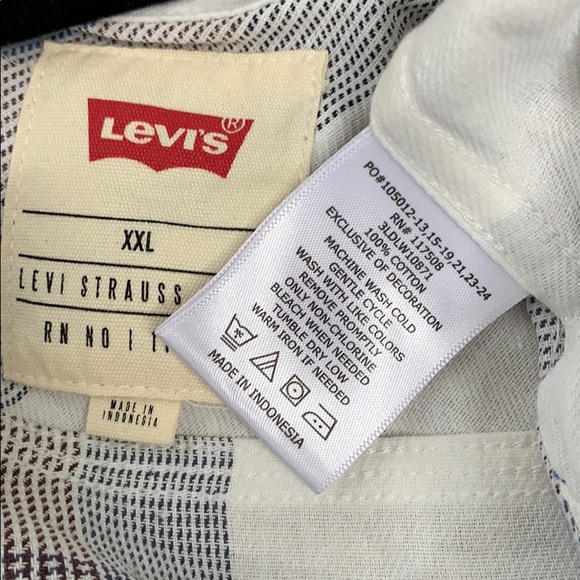 LEVI'S®
XXL
LEVI STRAUSS
RN NO
MADE IN
INDONESIA
PO#105012-13,15-19,21,23-24
RN# 117508
3LDLW10871
100% COTTON
EXCLUSIVE OF DECORATION
MACHINE WASH COLD
GENTLE CYCLE
WASH WITH LIKE COLORS
REMOVE PROMPTLY
ONLY NON-CHLORINE
BLEACH WHEN NEEDED
TUMBLE DRY LOW
WARM IRON IF NEEDED
MADE IN INDONESIA